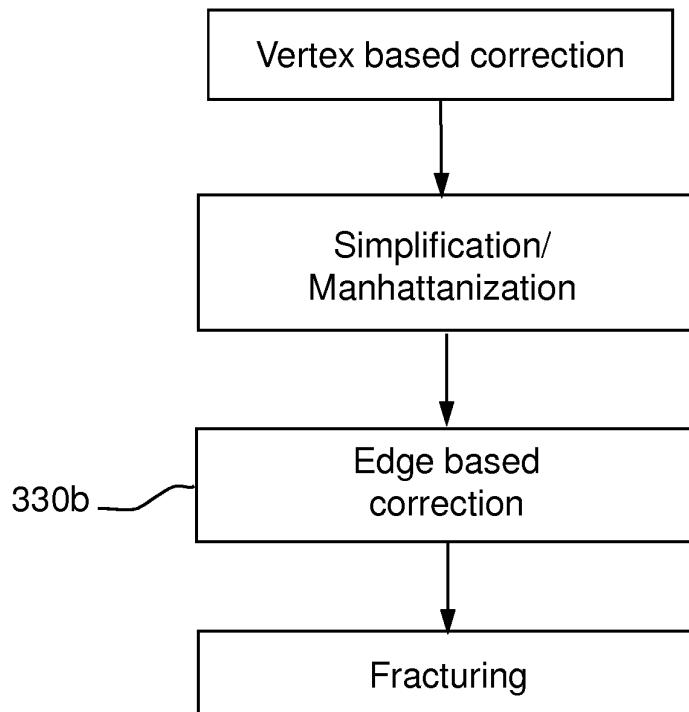 Vertex based correction
Simplification/
Manhattanization
Edge based
correction
330b
Fracturing